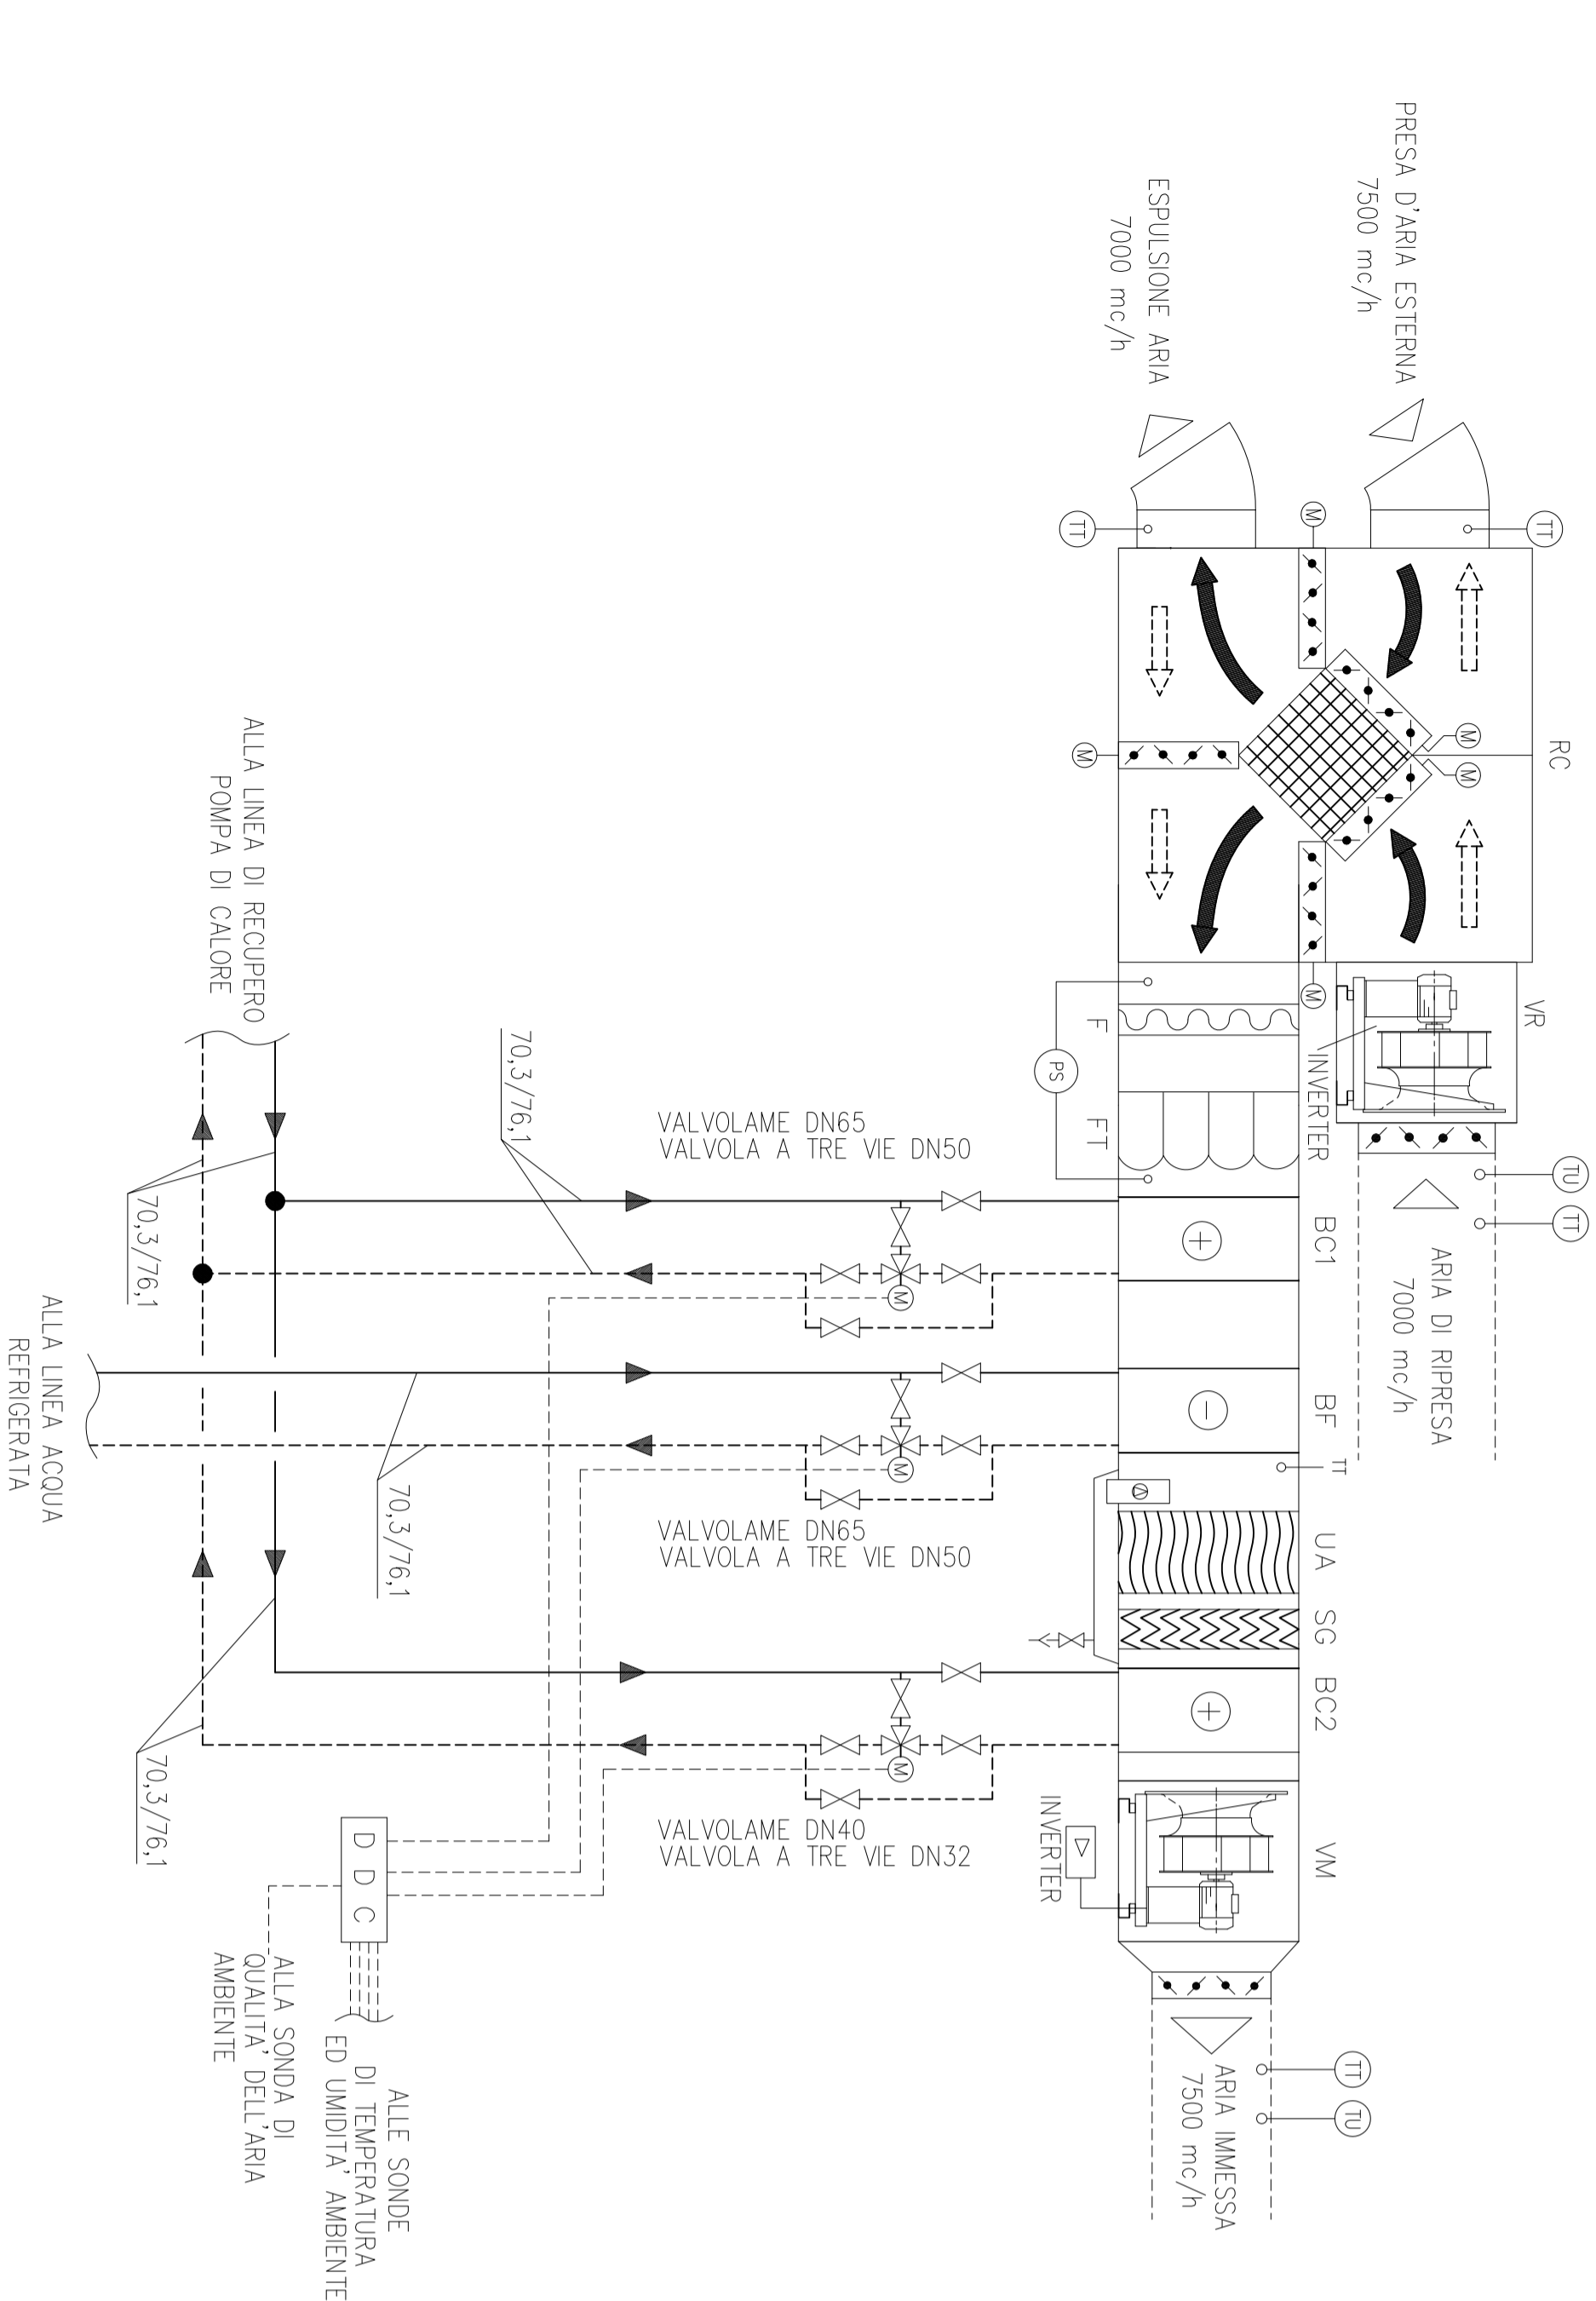 PRESA D'ARIA ESTERNA
7500 mc/h
ESPULSIONE ARIA
7000 mc/h
TT
TT
M
M
M
M
M
RC
VR
INVERTER
TU
TT
ARIA DI RIPRESA
7000 mc/h
F
PS
FT
BC1
BF
TT
UA
SG
BC2
VM
INVERTER
TT
TU
ARIA IMMESSA
7500 mc/h
VALVOLAME DN65
VALVOLA A TRE VIE DN50
M
VALVOLAME DN65
VALVOLA A TRE VIE DN50
M
VALVOLAME DN40
VALVOLA A TRE VIE DN32
M
70,3/76,1
70,3/76,1
70,3/76,1
70,3/76,1
ALLA LINEA DI RECUPERO
POMPA DI CALORE
ALLA LINEA ACQUA
REFRIGERATA
D D C
ALLE SONDE
DI TEMPERATURA
ED UMIDITA' AMBIENTE
ALLA SONDA DI
QUALITA' DELL'ARIA
AMBIENTE